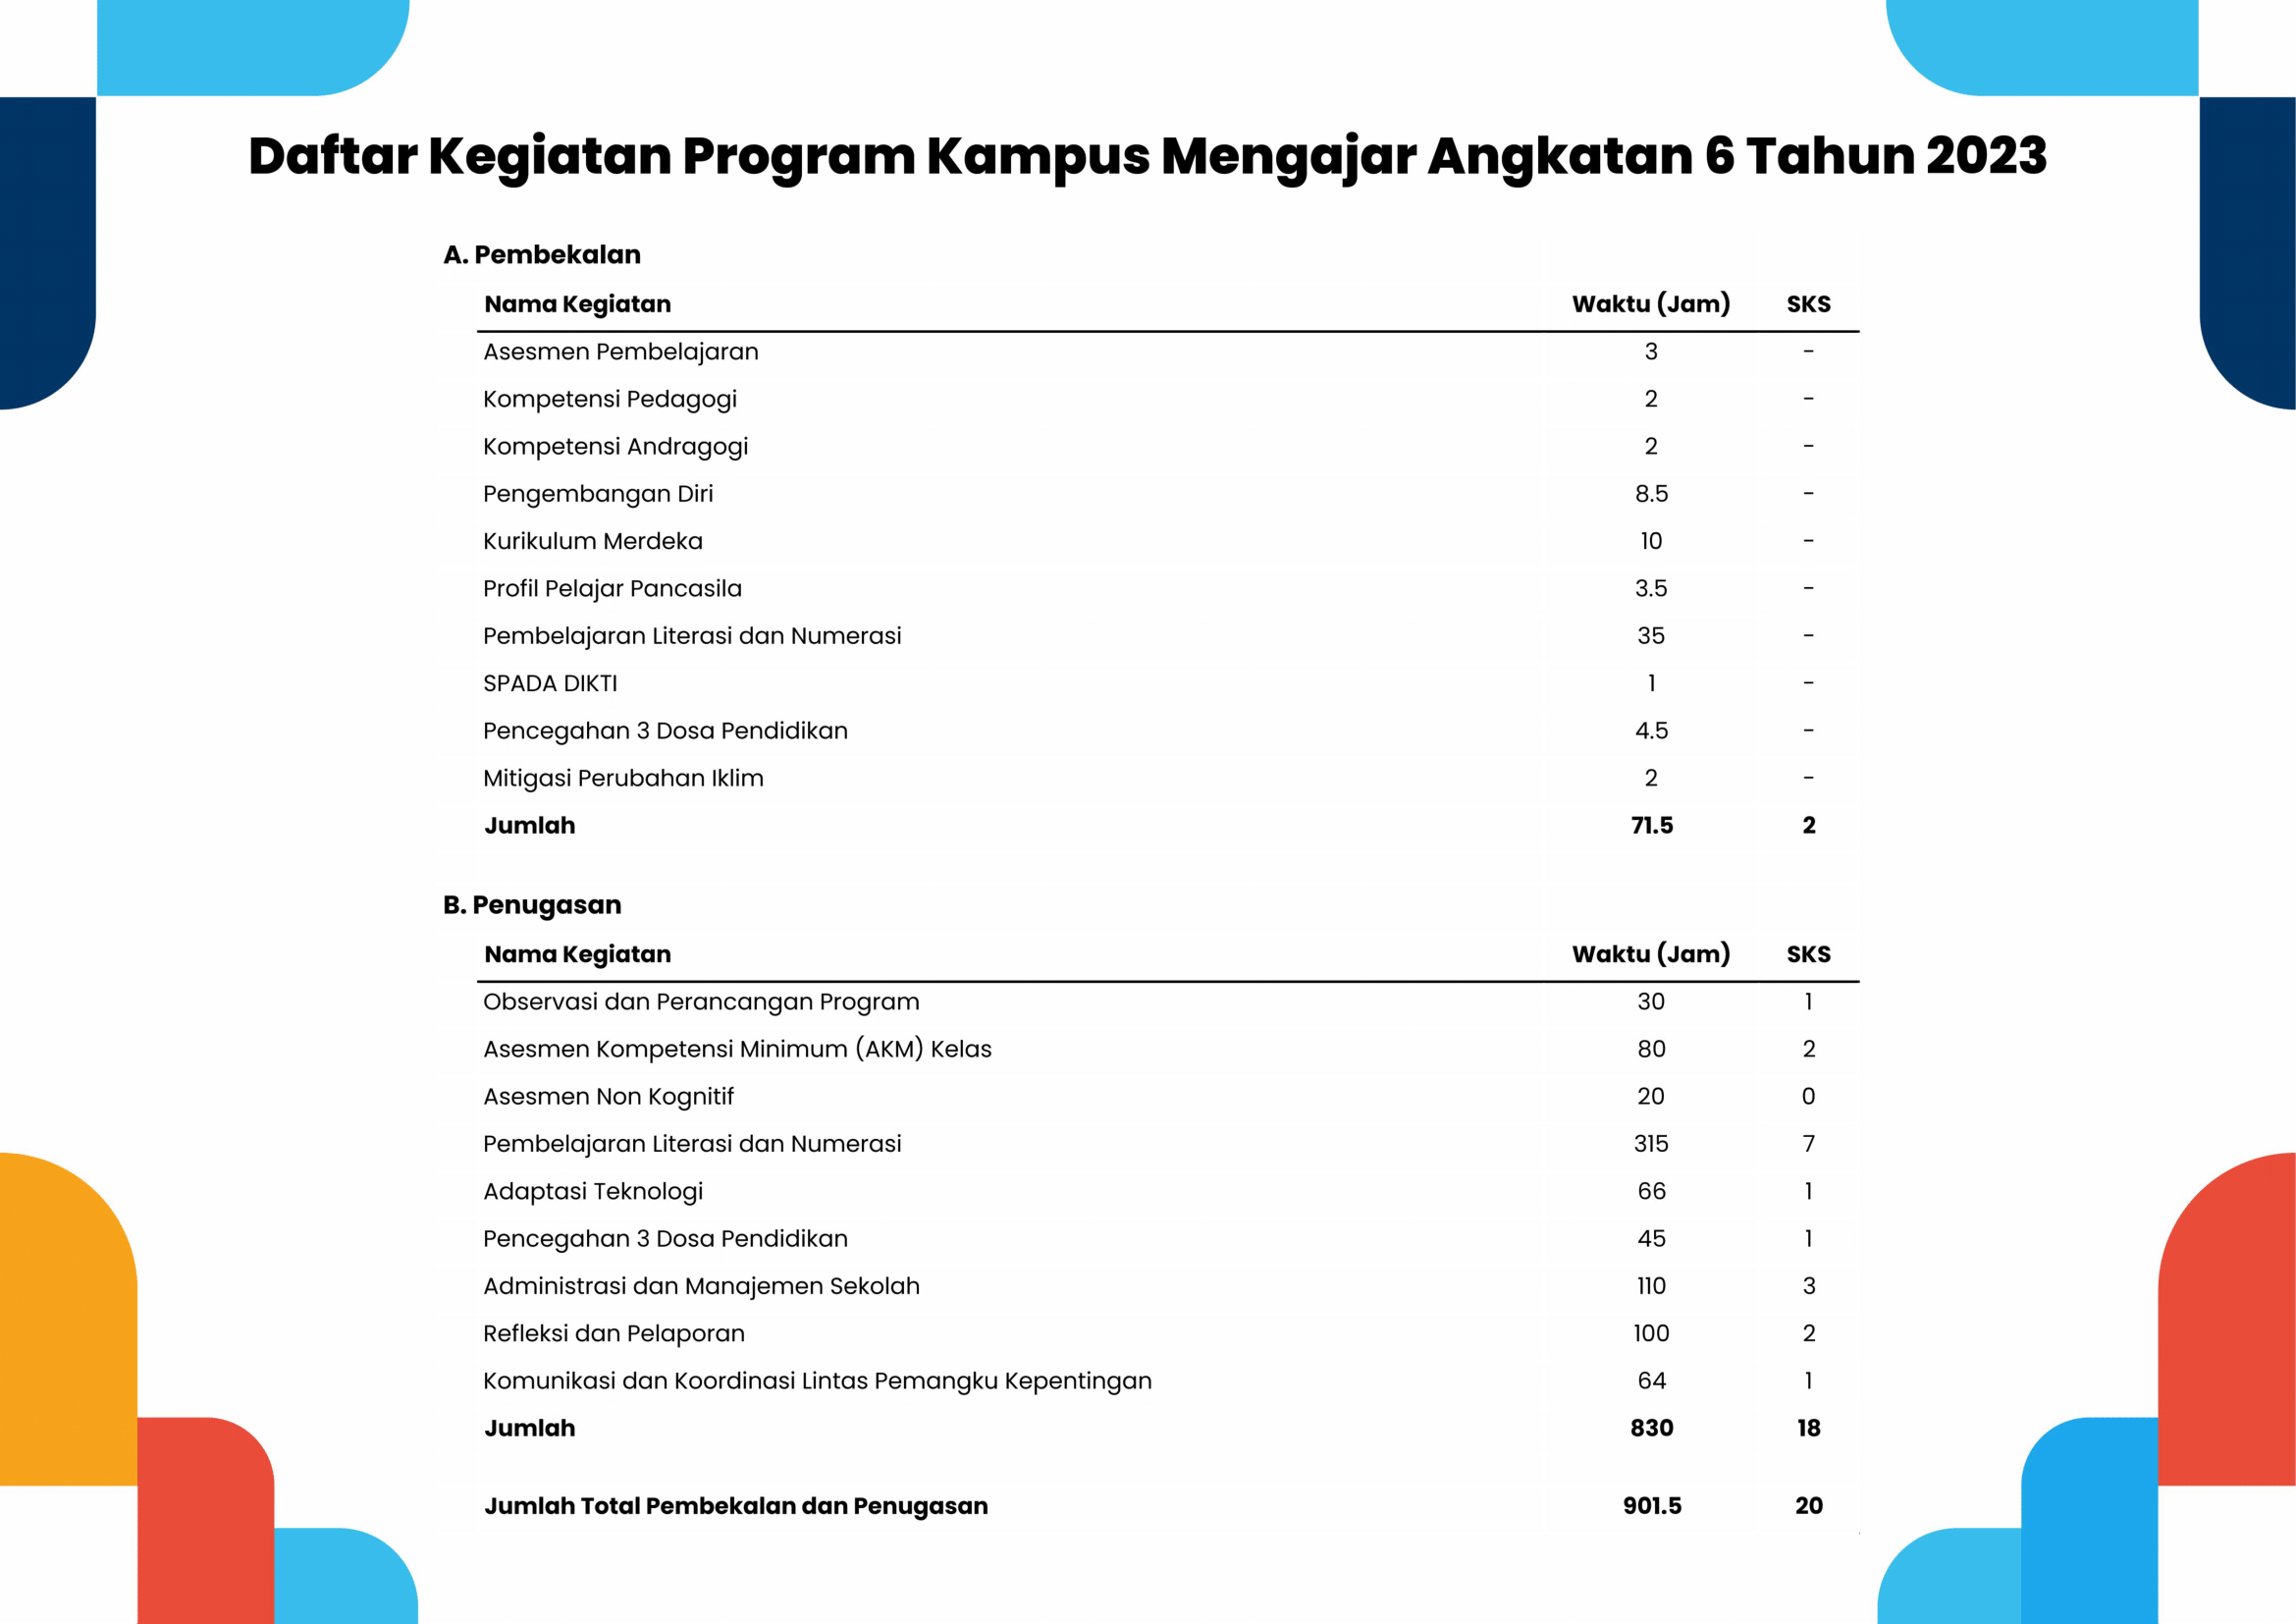 Daftar Kegiatan Program Kampus Mengajar Angkatan 6 Tahun 2023
A. Pembekalan
Nama Kegiatan Waktu (Jam) SKS
Asesmen Pembelajaran 3 -
Kompetensi Pedagogi 2 -
Kompetensi Andragogi 2 -
Pengembangan Diri 8.5 -
Kurikulum Merdeka 10 -
Profil Pelajar Pancasila 3.5 -
Pembelajaran Literasi dan Numerasi 35 -
SPADA DIKTI 1 -
Pencegahan 3 Dosa Pendidikan 4.5 -
Mitigasi Perubahan Iklim 2 -
Jumlah 71.5 2
B. Penugasan
Nama Kegiatan Waktu (Jam) SKS
Observasi dan Perancangan Program 30 1
Asesmen Kompetensi Minimum (AKM) Kelas 80 2
Asesmen Non Kognitif 20 0
Pembelajaran Literasi dan Numerasi 315 7
Adaptasi Teknologi 66 1
Pencegahan 3 Dosa Pendidikan 45 1
Administrasi dan Manajemen Sekolah 110 3
Refleksi dan Pelaporan 100 2
Komunikasi dan Koordinasi Lintas Pemangku Kepentingan 64 1
Jumlah 830 18
Jumlah Total Pembekalan dan Penugasan 901.5 20